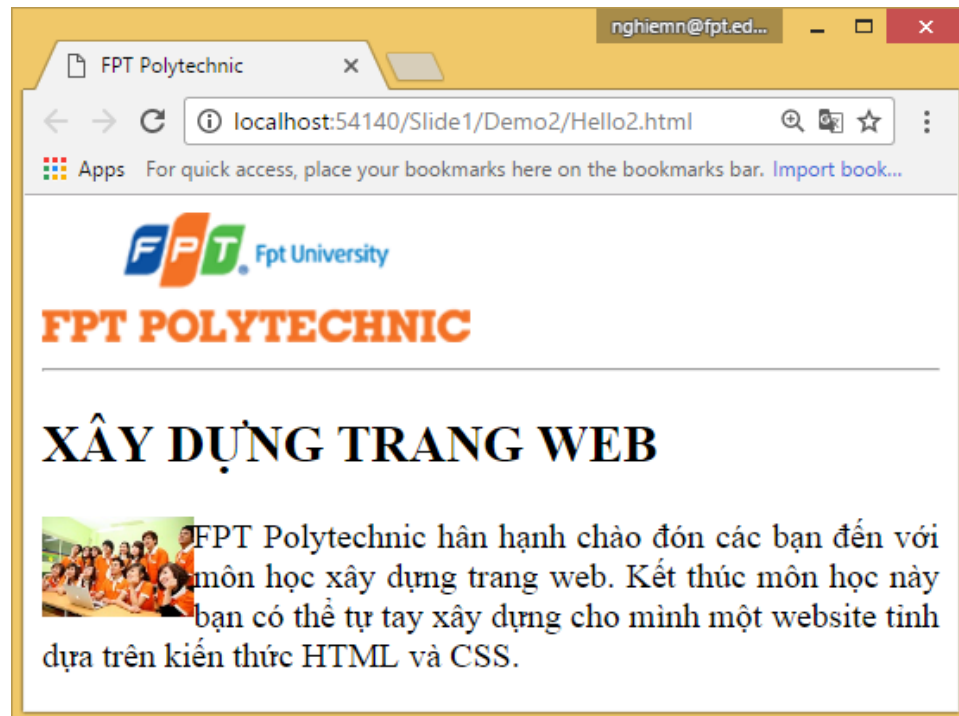 nghiemn@fpt.ed...
FPT Polytechnic
localhost:54140/Slide1/Demo2/Hello2.html
Apps For quick access, place your bookmarks here on the bookmarks bar. Import book...
FPT Fpt University
FPT POLYTECHNIC
XÂY DỰNG TRANG WEB
FPT Polytechnic hân hạnh chào đón các bạn đến với
môn học xây dựng trang web. Kết thúc môn học này
bạn có thể tự tay xây dựng cho mình một website tĩnh
dựa trên kiến thức HTML và CSS.